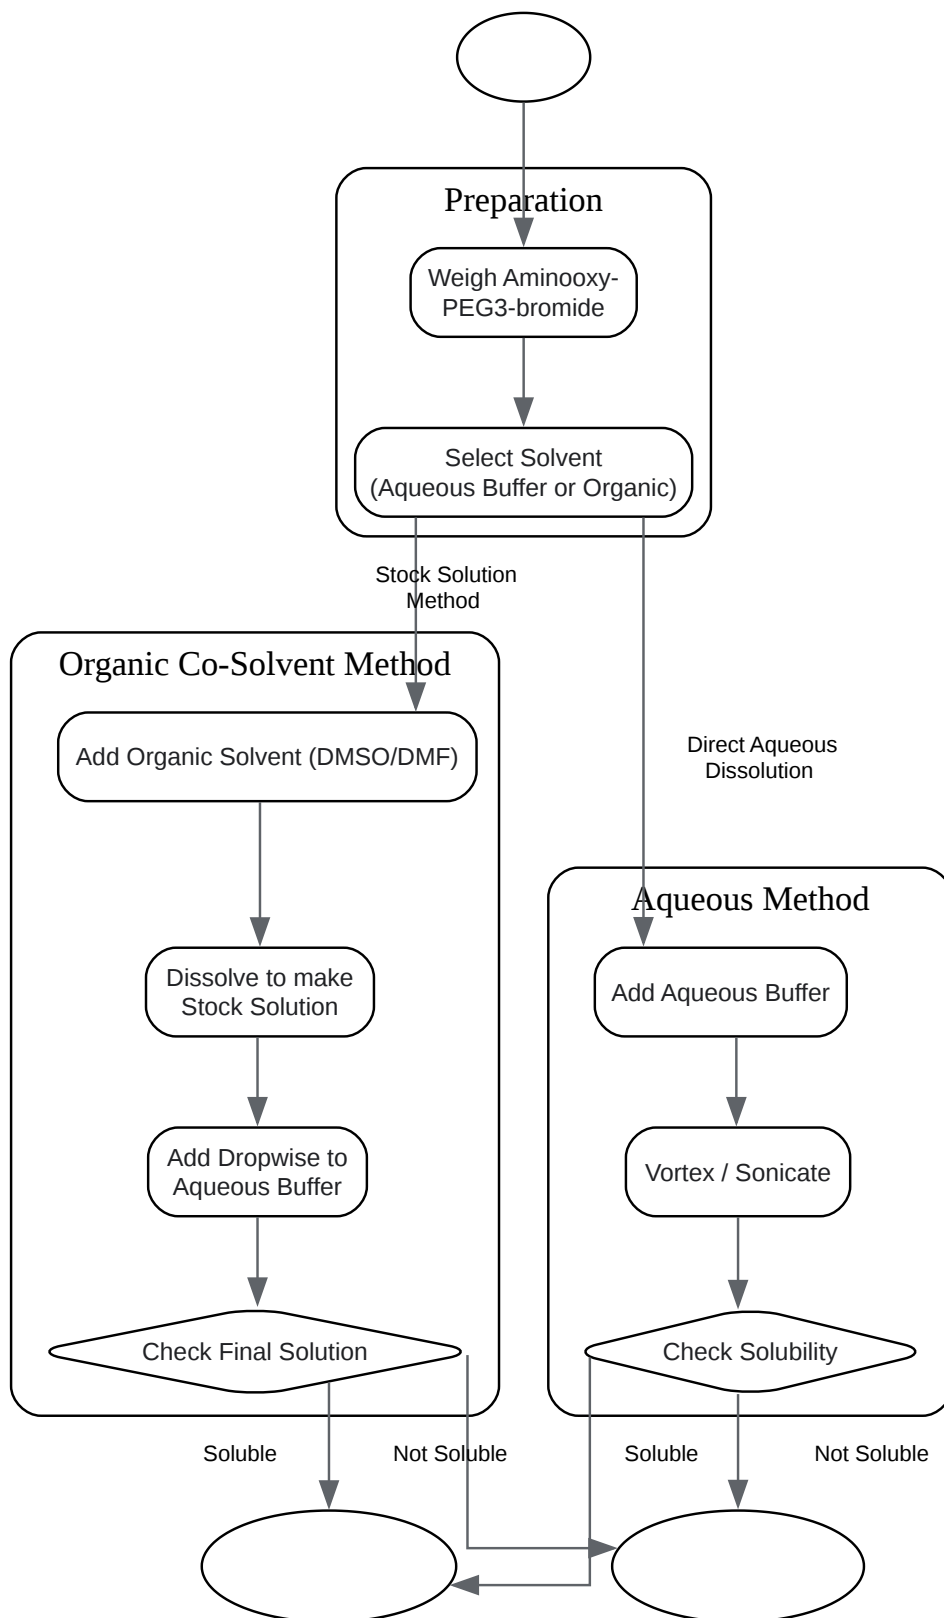 Preparation
Weigh Aminooxy-
PEG3-bromide
Select Solvent
(Aqueous Buffer or Organic)
Stock Solution
Method
Organic Co-Solvent Method
Add Organic Solvent (DMSO/DMF)
Dissolve to make
Stock Solution
Add Dropwise to
Aqueous Buffer
Check Final Solution
Soluble
Not Soluble
Direct Aqueous
Dissolution
Aqueous Method
Add Aqueous Buffer
Vortex / Sonicate
Check Solubility
Soluble
Not Soluble